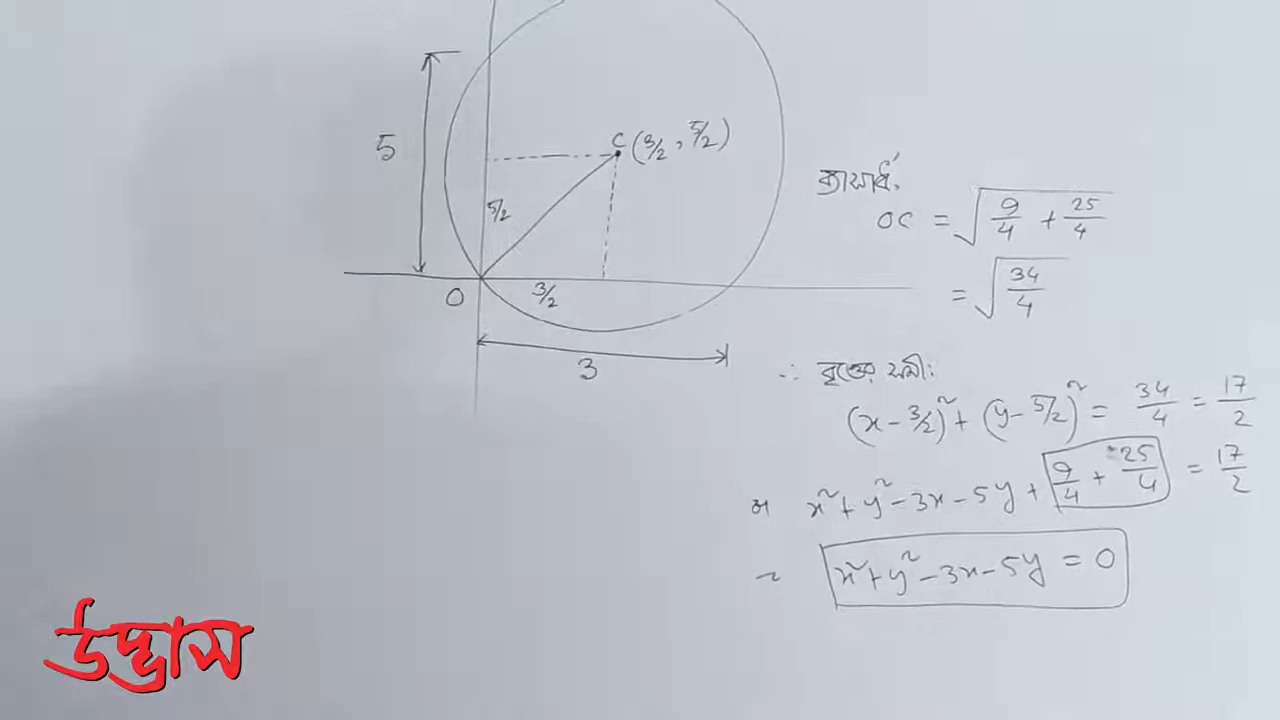 5
C (3/2, 5/2)
5/2
O
3/2
3
ব্যাসার্ধ,
OC = √(9/4 + 25/4)
= √(34/4)
∴ বৃত্তের সমী:
(x - 3/2)² + (y - 5/2)² = 34/4 = 17/2
বা x² + y² - 3x - 5y + 9/4 + 25/4 = 17/2
~ x² + y² - 3x - 5y = 0
উদ্ভাস